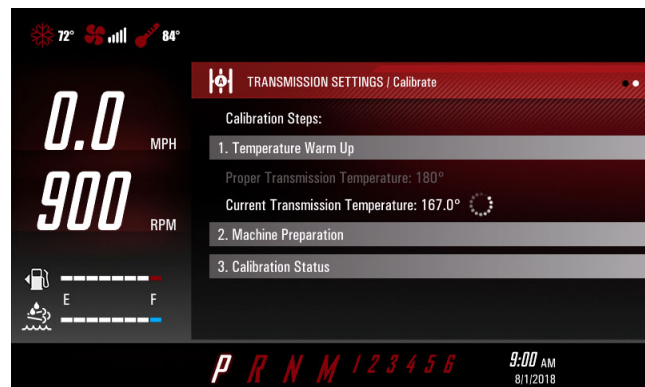 72° 84°
TRANSMISSION SETTINGS / Calibrate
0.0 MPH
900 RPM
E F
Calibration Steps:
1. Temperature Warm Up
Proper Transmission Temperature: 180°
Current Transmission Temperature: 167.0°
2. Machine Preparation
3. Calibration Status
P R N M 1 2 3 4 5 6
9:00 AM
8/1/2018